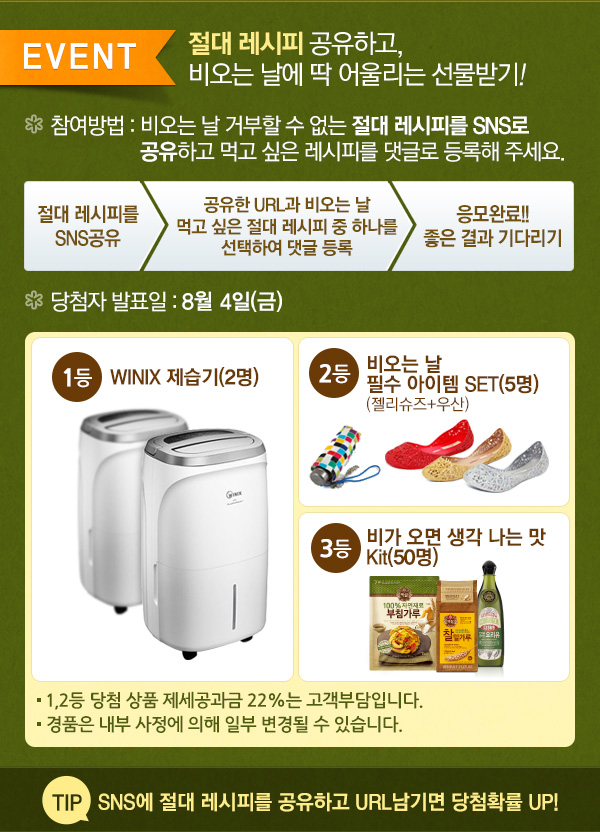 EVENT
절대 레시피 공유하고,
비오는 날에 딱 어울리는 선물받기!
참여방법 : 비오는 날 거부할 수 없는 절대 레시피를 SNS로
공유하고 먹고 싶은 레시피를 댓글로 등록해 주세요.
절대 레시피를
SNS공유
공유한 URL과 비오는 날
먹고 싶은 절대 레시피 중 하나를
선택하여 댓글 등록
응모완료!!
좋은 결과 기다리기
당첨자 발표일 : 8월 4일(금)
1등 WINIX 제습기(2명)
WINIX
2등 비오는 날
필수 아이템 SET(5명)
(젤리슈즈+우산)
3등 비가 오면 생각 나는 맛
Kit(50명)
100% 자연재료
부침가루
찰밀가루
▪ 1,2등 당첨 상품 제세공과금 22%는 고객부담입니다.
▪ 경품은 내부 사정에 의해 일부 변경될 수 있습니다.
TIP SNS에 절대 레시피를 공유하고 URL남기면 당첨확률 UP!